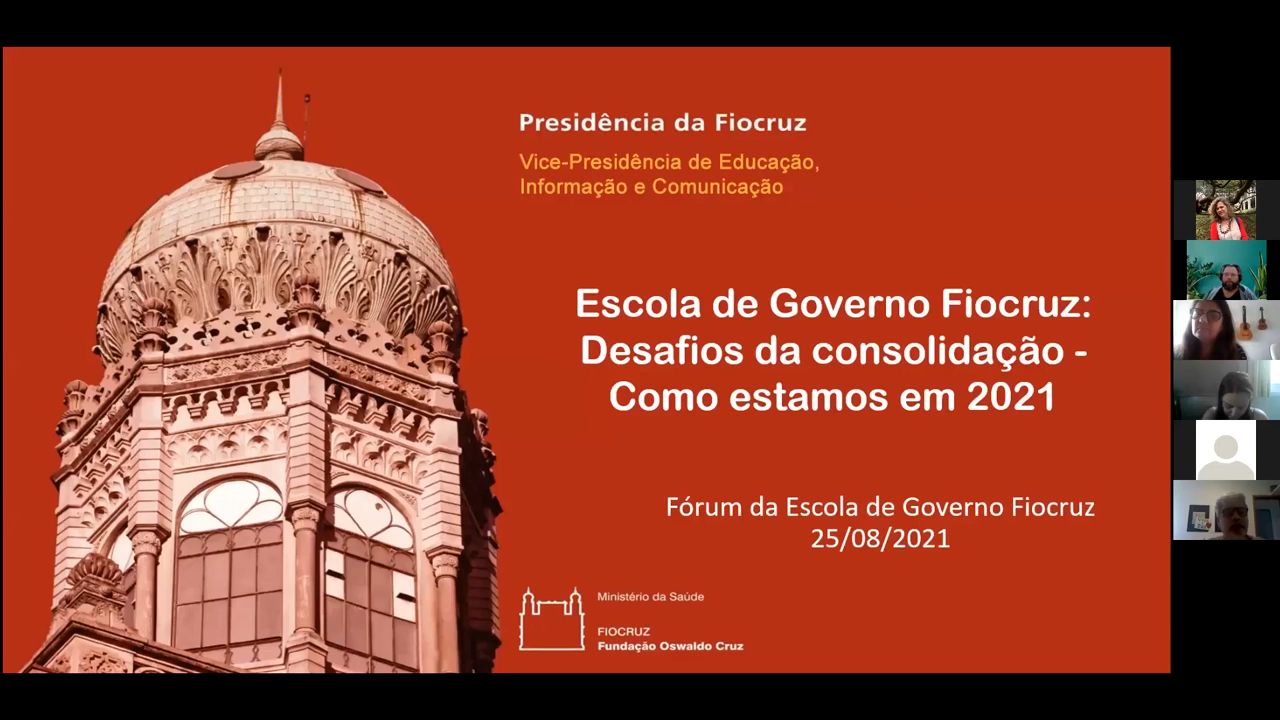 Presidência da Fiocruz
Vice-Presidência de Educação,
Informação e Comunicação
Escola de Governo Fiocruz:
Desafios da consolidação -
Como estamos em 2021
Fórum da Escola de Governo Fiocruz
25/08/2021
Ministério da Saúde
FIOCRUZ
Fundação Oswaldo Cruz